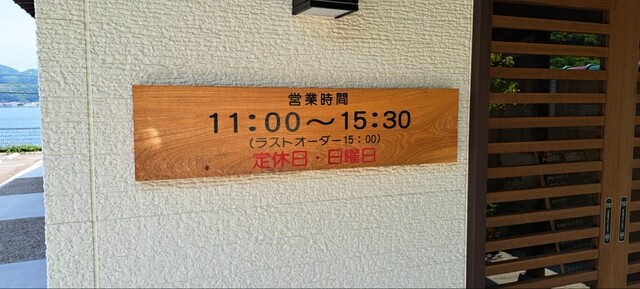 営業時間
11：00～15：30
（ラストオーダー15：00）
定休日・日曜日